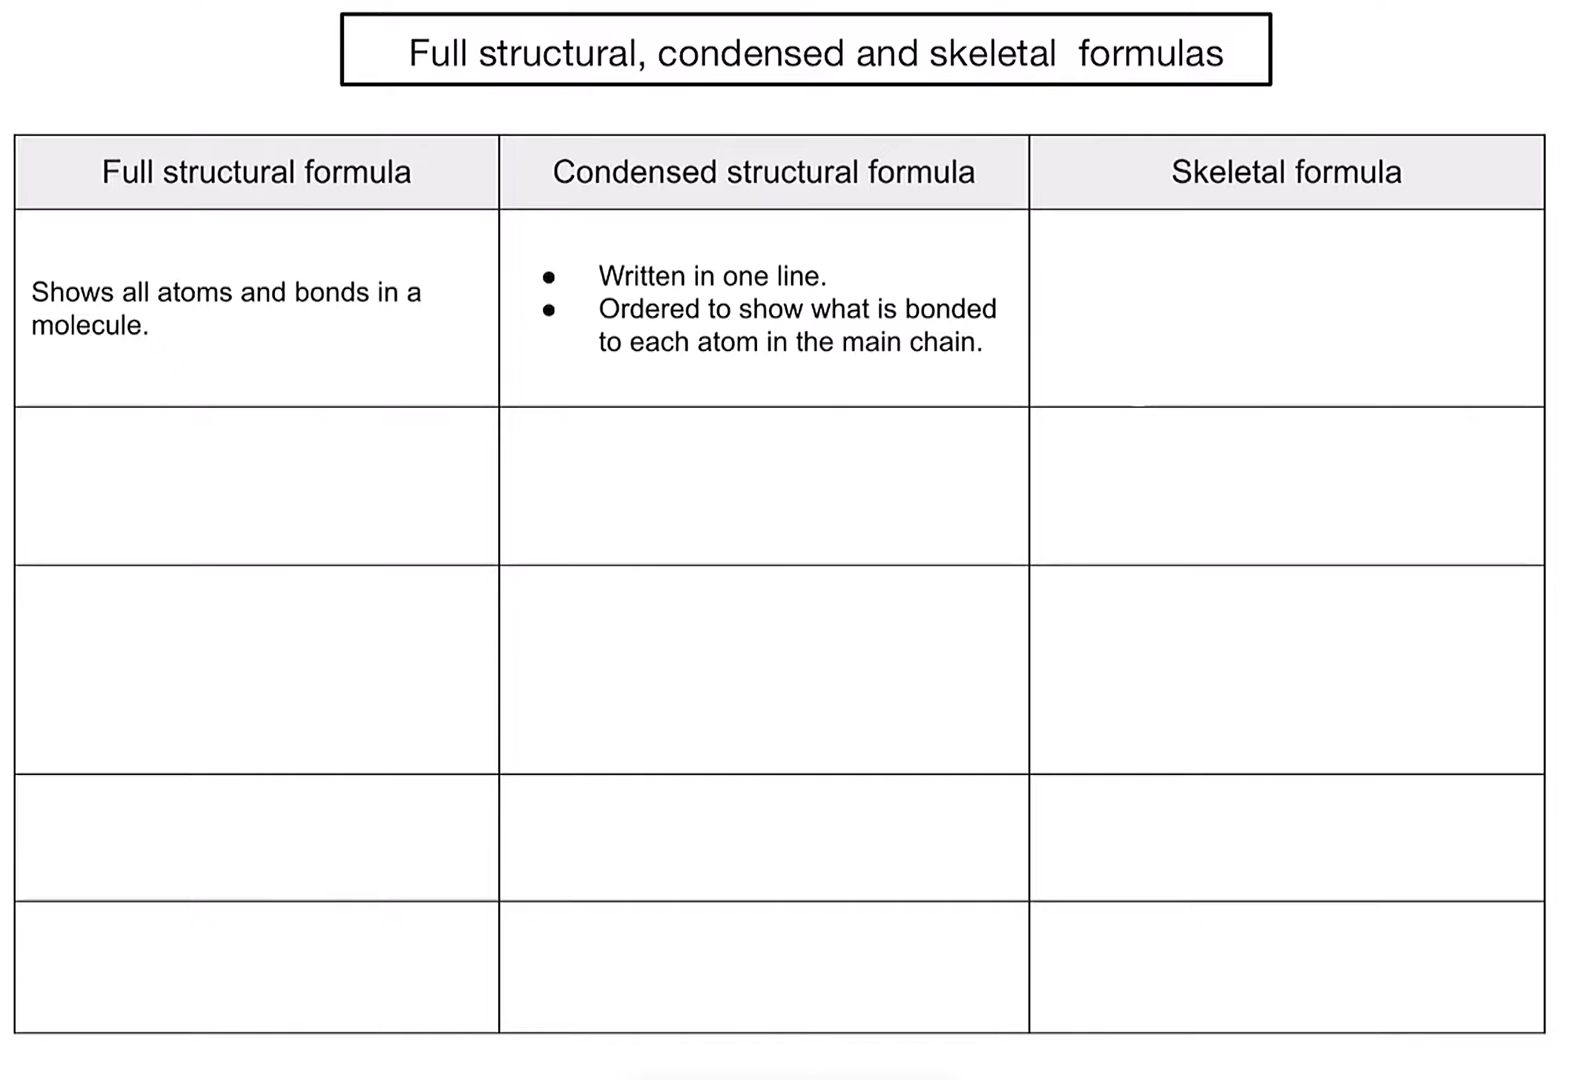 Full structural, condensed and skeletal formulas
Full structural formula
Condensed structural formula
Skeletal formula
Shows all atoms and bonds in a
molecule.
● Written in one line.
● Ordered to show what is bonded
to each atom in the main chain.